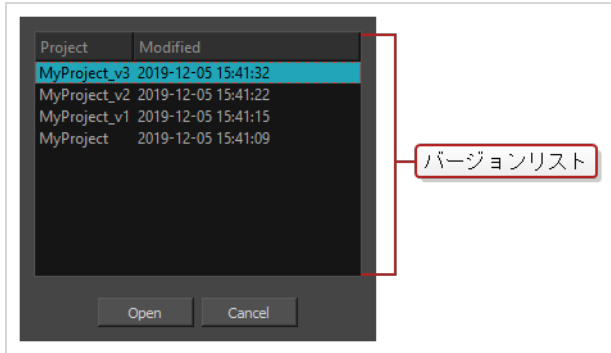 Project Modified
MyProject_v3 2019-12-05 15:41:32
MyProject_v2 2019-12-05 15:41:22
MyProject_v1 2019-12-05 15:41:15
MyProject 2019-12-05 15:41:09
バージョンリスト
Open Cancel